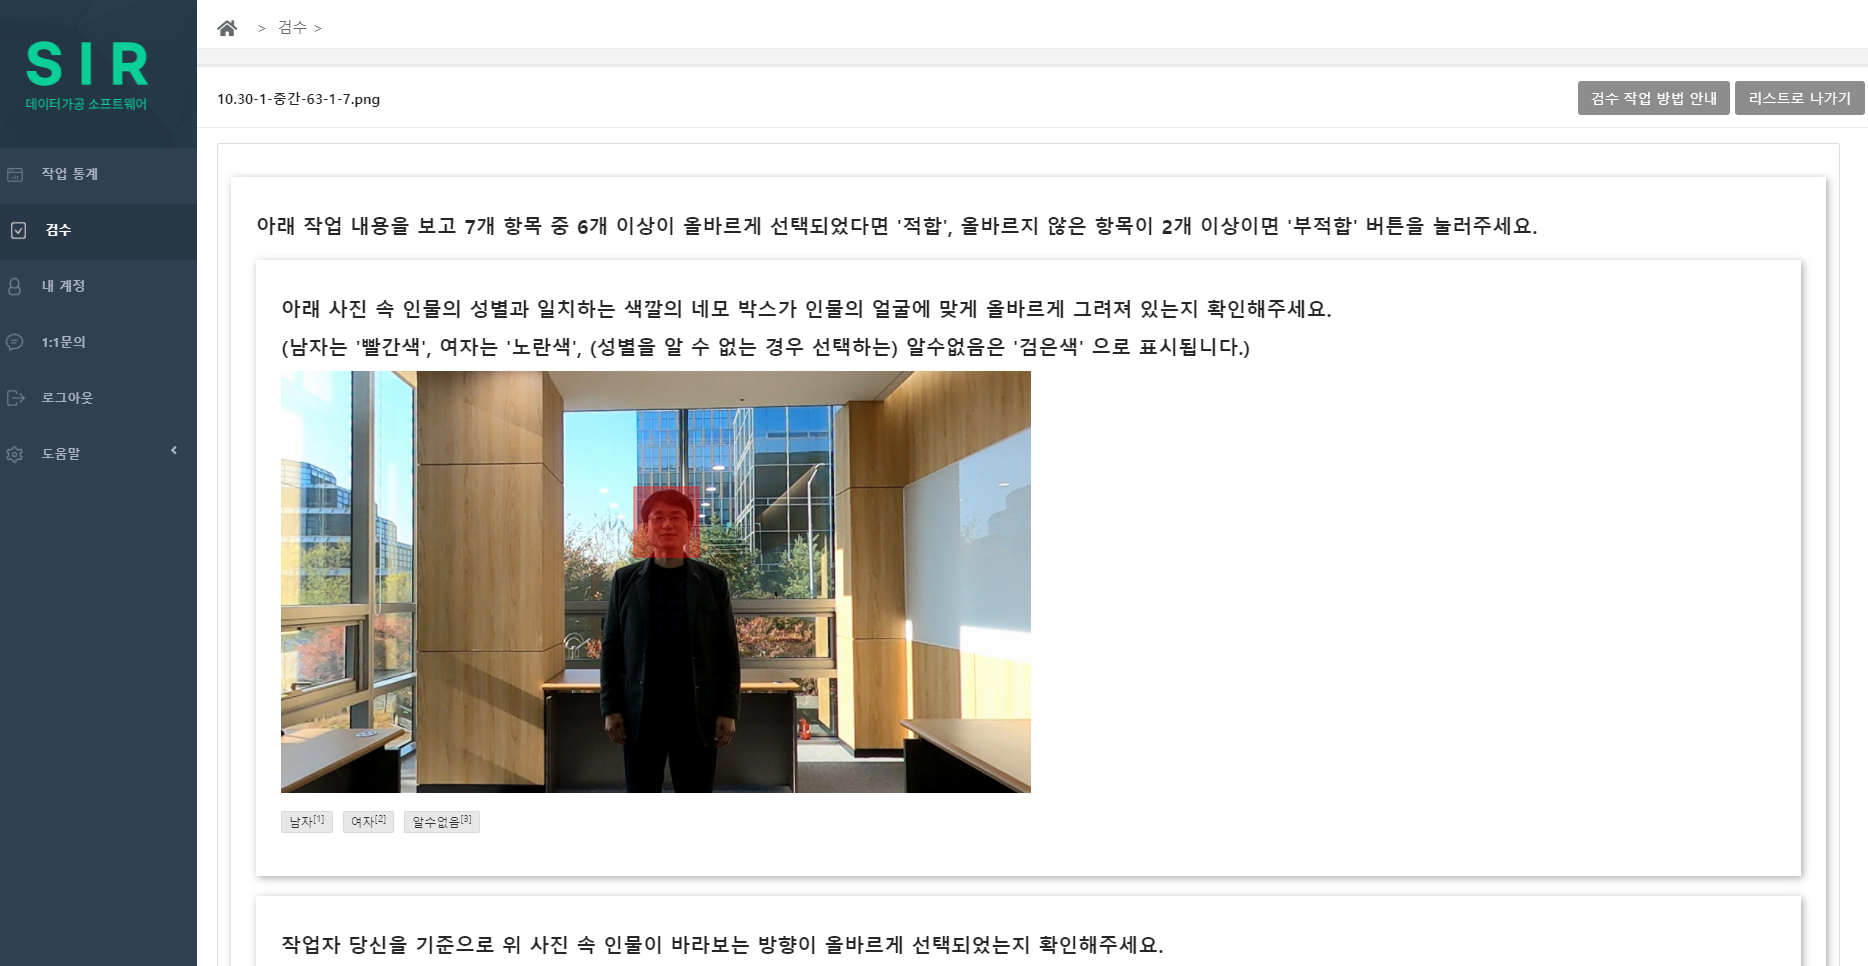 SIR
데이터가공 소프트웨어
작업 통계
검수
내 계정
1:1문의
로그아웃
도움말
> 검수 >
10.30-1-중간-63-1-7.png
검수 작업 방법 안내
리스트로 나가기
아래 작업 내용을 보고 7개 항목 중 6개 이상이 올바르게 선택되었다면 '적합', 올바르지 않은 항목이 2개 이상이면 '부적합' 버튼을 눌러주세요.
아래 사진 속 인물의 성별과 일치하는 색깔의 네모 박스가 인물의 얼굴에 맞게 올바르게 그려져 있는지 확인해주세요.
(남자는 '빨간색', 여자는 '노란색', (성별을 알 수 없는 경우 선택하는) 알수없음은 '검은색' 으로 표시됩니다.)
남자[1] 여자[2] 알수없음[3]
작업자 당신을 기준으로 위 사진 속 인물이 바라보는 방향이 올바르게 선택되었는지 확인해주세요.